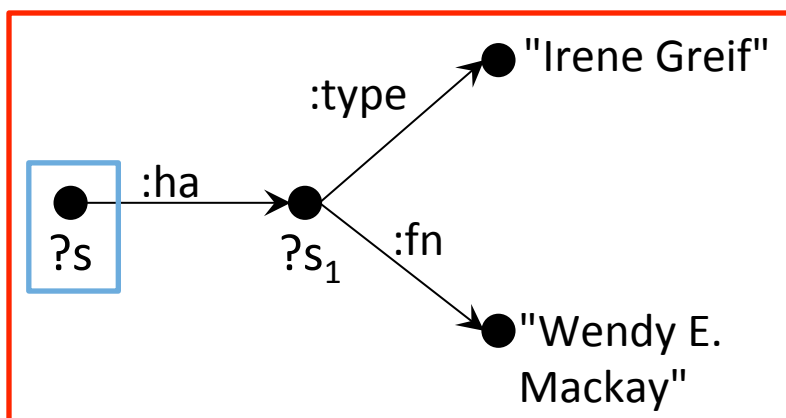 "Irene Greif"
:type
:ha
?s
?s₁
:fn
"Wendy E.
Mackay"